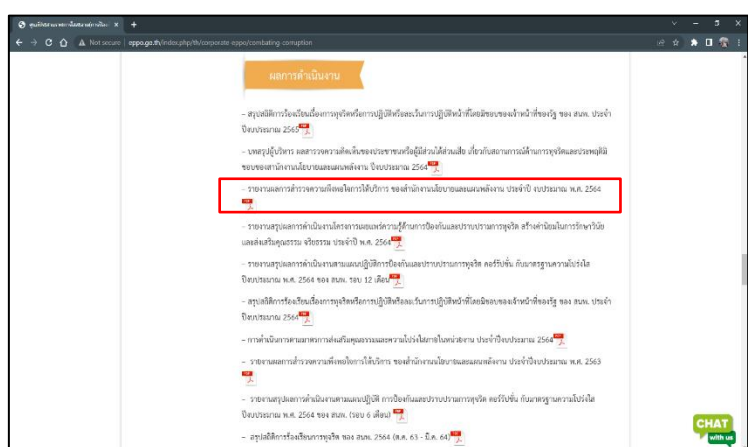 ศูนย์ปฏิบัติการต่อต้านการทุจริต
Not secure | eppo.go.th/index.php/th/corporate-eppo/combating-corruption
ผลการดำเนินงาน
– สรุปสถิติการร้องเรียนเรื่องการทุจริตหรือการปฏิบัติหรือละเว้นการปฏิบัติหน้าที่โดยมิชอบของเจ้าหน้าที่ของรัฐ ของ สนพ. ประจำ
ปีงบประมาณ 2565
– บทสรุปผู้บริหาร ผลสำรวจความคิดเห็นของประชาชนหรือผู้มีส่วนได้ส่วนเสีย เกี่ยวกับสถานการณ์ด้านการทุจริตและประพฤติมิ
ชอบของสำนักงานนโยบายและแผนพลังงาน ปีงบประมาณ 2564
– รายงานผลการสำรวจความพึงพอใจการให้บริการ ของสำนักงานนโยบายและแผนพลังงาน ประจำปี งบประมาณ พ.ศ. 2564
– รายงานสรุปผลการดำเนินงานโครงการเผยแพร่ความรู้ด้านการป้องกันและปราบปรามการทุจริต สร้างค่านิยมในการรักษาวินัย
และส่งเสริมคุณธรรม จริยธรรม ประจำปี พ.ศ. 2564
– รายงานสรุปผลการดำเนินงานตามแผนปฏิบัติการป้องกันและปราบปรามการทุจริต คอร์รัปชั่น กับมาตรฐานความโปร่งใส
ปีงบประมาณ พ.ศ. 2564 ของ สนพ. รอบ 12 เดือน
– สรุปสถิติการร้องเรียนเรื่องการทุจริตหรือการปฏิบัติหรือละเว้นการปฏิบัติหน้าที่โดยมิชอบของเจ้าหน้าที่ของรัฐ ของ สนพ. ประจำ
ปีงบประมาณ 2564
– การดำเนินการตามมาตรการส่งเสริมคุณธรรมและความโปร่งใสภายในหน่วยงาน ประจำปีงบประมาณ 2564
– รายงานผลการสำรวจความพึงพอใจการให้บริการ ของสำนักงานนโยบายและแผนพลังงาน ประจำปีงบประมาณ พ.ศ. 2563
– รายงานสรุปผลการดำเนินงานตามแผนปฏิบัติ การป้องกันและปราบปรามการทุจริต คอร์รัปชั่น กับมาตรฐานความโปร่งใส
ปีงบประมาณ พ.ศ. 2564 ของ สนพ. (รอบ 6 เดือน)
– สรุปสถิติการร้องเรียนการทุจริต ของ สนพ. 2564 (ต.ค. 63 - มี.ค. 64)
CHAT
with us